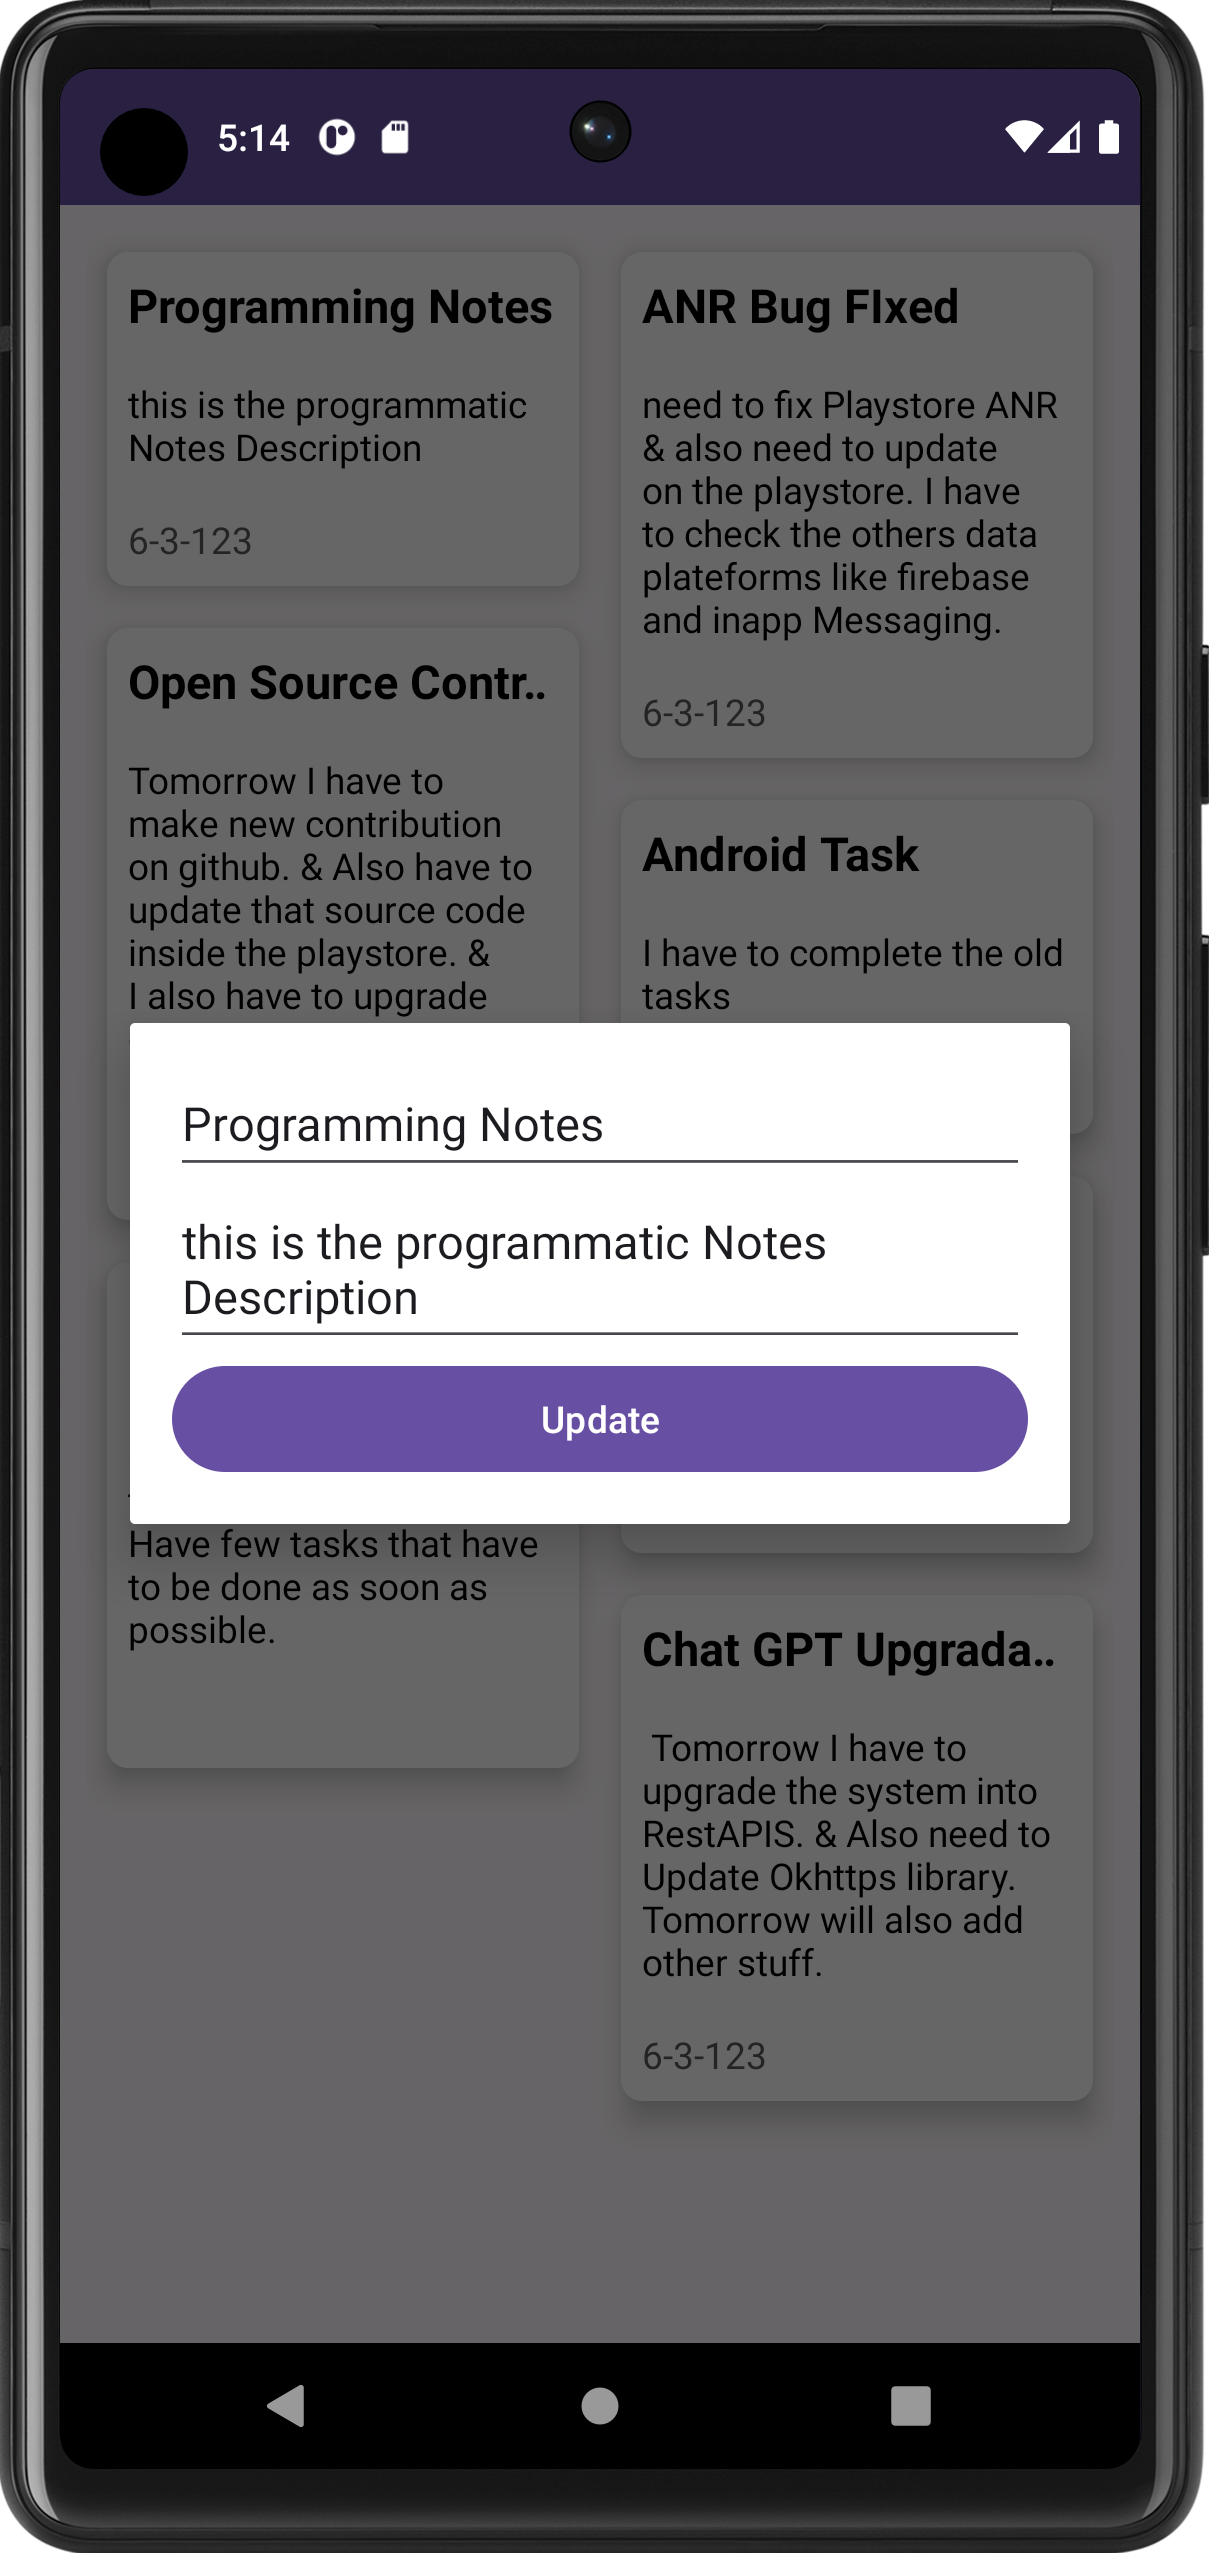 5:14
Programming Notes
this is the programmatic
Notes Description
6-3-123
ANR Bug FIxed
need to fix Playstore ANR
& also need to update
on the playstore. I have
to check the others data
plateforms like firebase
and inapp Messaging.
6-3-123
Open Source Contr..
Tomorrow I have to
make new contribution
on github. & Also have to
update that source code
inside the playstore. &
I also have to upgrade
Android Task
I have to complete the old
tasks
Programming Notes
this is the programmatic Notes
Description
Update
Have few tasks that have
to be done as soon as
possible.
Chat GPT Upgrada..
Tomorrow I have to
upgrade the system into
RestAPIS. & Also need to
Update Okhttps library.
Tomorrow will also add
other stuff.
6-3-123